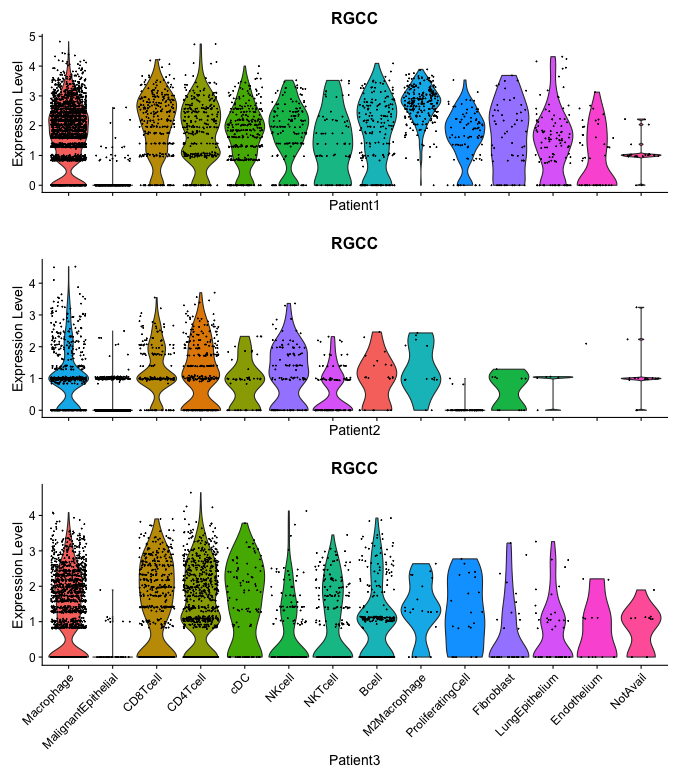 RGCC
Expression Level
5
4
3
2
1
0
Patient1
RGCC
Expression Level
4
3
2
1
0
Patient2
RGCC
Expression Level
4
3
2
1
0
Macrophage
MalignantEpithelial
CD8Tcell
CD4Tcell
cDC
NKcell
NKTcell
Bcell
M2Macrophage
ProliferatingCell
Fibroblast
LungEpithelium
Endothelium
NotAvail
Patient3